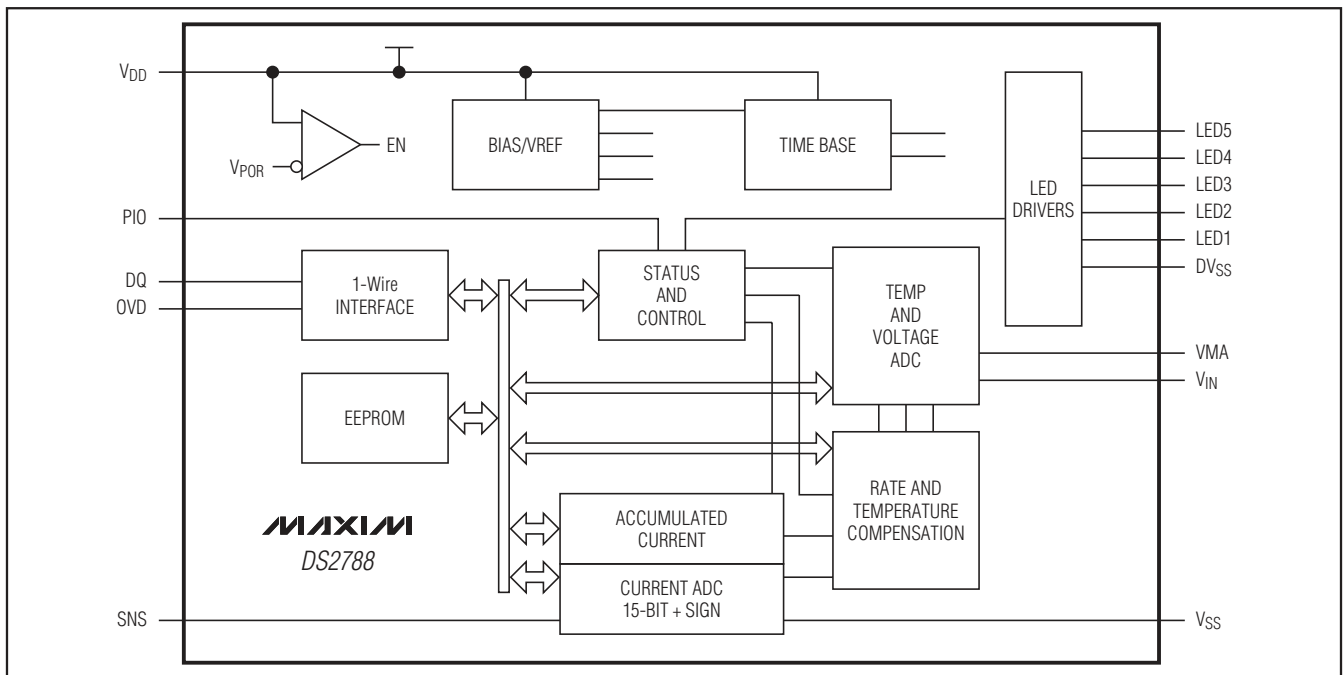 VDD
VPOR
EN
BIAS/VREF
TIME BASE
LED
DRIVERS
LED5
LED4
LED3
LED2
LED1
DVSS
PIO
DQ
OVD
1-Wire
INTERFACE
STATUS
AND
CONTROL
TEMP
AND
VOLTAGE
ADC
VMA
VIN
EEPROM
RATE AND
TEMPERATURE
COMPENSATION
ACCUMULATED
CURRENT
CURRENT ADC
15-BIT + SIGN
MAXIM
DS2788
SNS
VSS